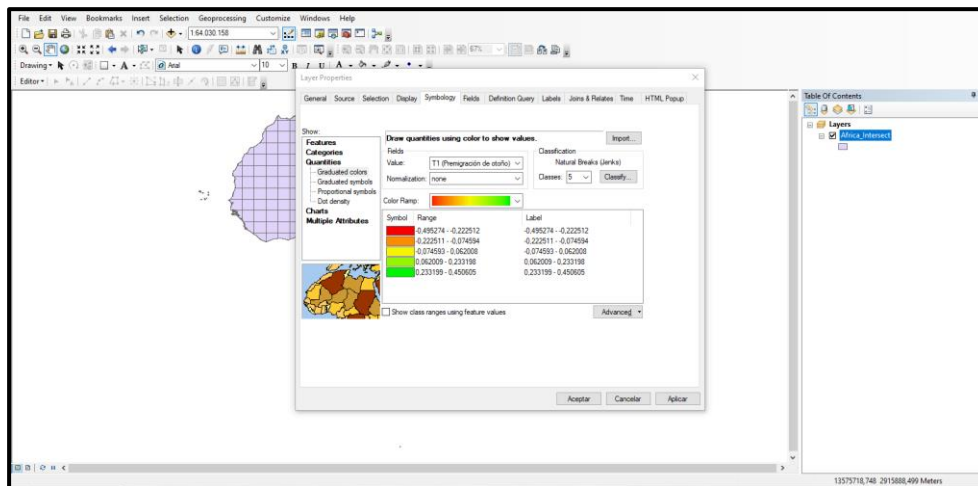 File Edit View Bookmarks Insert Selection Geoprocessing Customize Windows Help
1:64.030.158
67%
Drawing
Arial 10 B I U A
Editor
Layer Properties
General Source Selection Display Symbology Fields Definition Query Labels Joins & Relates Time HTML Popup
Show:
Features
Categories
Quantities
Graduated colors
Graduated symbols
Proportional symbols
Dot density
Charts
Multiple Attributes
Draw quantities using color to show values.
Import...
Fields
Value: T1 (Premigración de otoño)
Normalization: none
Classification
Natural Breaks (Jenks)
Classes: 5 Classify...
Color Ramp:
Symbol Range Label
-0,495274 - -0,222512 -0,495274 - -0,222512
-0,222511 - -0,074594 -0,222511 - -0,074594
-0,074593 - 0,062008 -0,074593 - 0,062008
0,062009 - 0,233198 0,062009 - 0,233198
0,233199 - 0,450605 0,233199 - 0,450605
Show class ranges using feature values
Advanced
Aceptar Cancelar Aplicar
Table Of Contents
Layers
Africa_Intersect
13575718,748 2915888,499 Meters